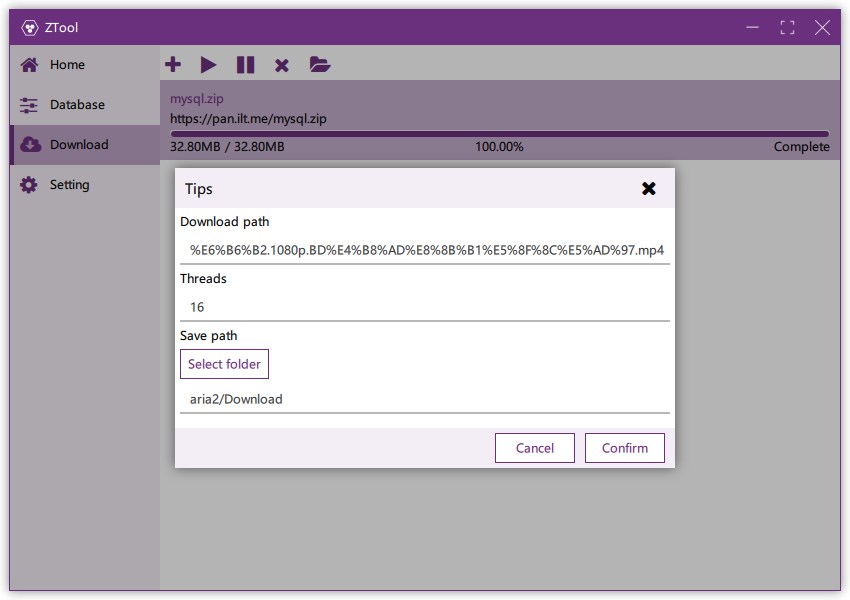 ZTool
Home
Database
Download
Setting
mysql.zip
https://pan.ilt.me/mysql.zip
32.80MB / 32.80MB 100.00% Complete
Tips
Download path
%E6%B6%B2.1080p.BD%E4%B8%AD%E8%8B%B1%E5%8F%8C%E5%AD%97.mp4
Threads
16
Save path
Select folder
aria2/Download
Cancel Confirm